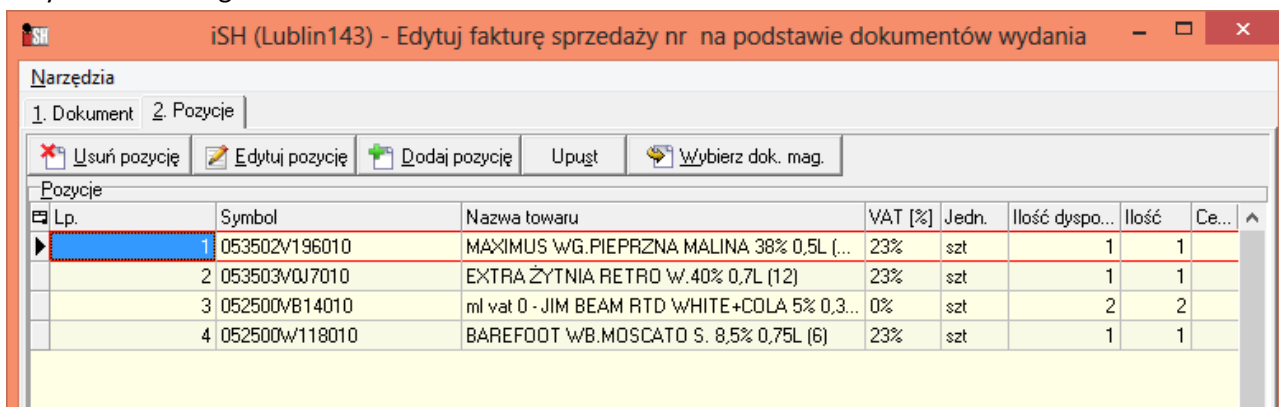 iSH iSH (Lublin143) - Edytuj fakturę sprzedaży nr na podstawie dokumentów wydania
Narzędzia
1. Dokument 2. Pozycje
Usuń pozycję Edytuj pozycję Dodaj pozycję Upust Wybierz dok. mag.
Pozycje
Lp. Symbol Nazwa towaru VAT [%] Jedn. Ilość dyspo... Ilość Ce...
1 053502V196010 MAXIMUS WG.PIEPRZNA MALINA 38% 0,5L (... 23% szt 1 1
2 053503V0J7010 EXTRA ŻYTNIA RETRO W.40% 0,7L (12) 23% szt 1 1
3 052500VB14010 ml vat 0 - JIM BEAM RTD WHITE+COLA 5% 0,3... 0% szt 2 2
4 052500W118010 BAREFOOT WB.MOSCATO S. 8,5% 0,75L (6) 23% szt 1 1